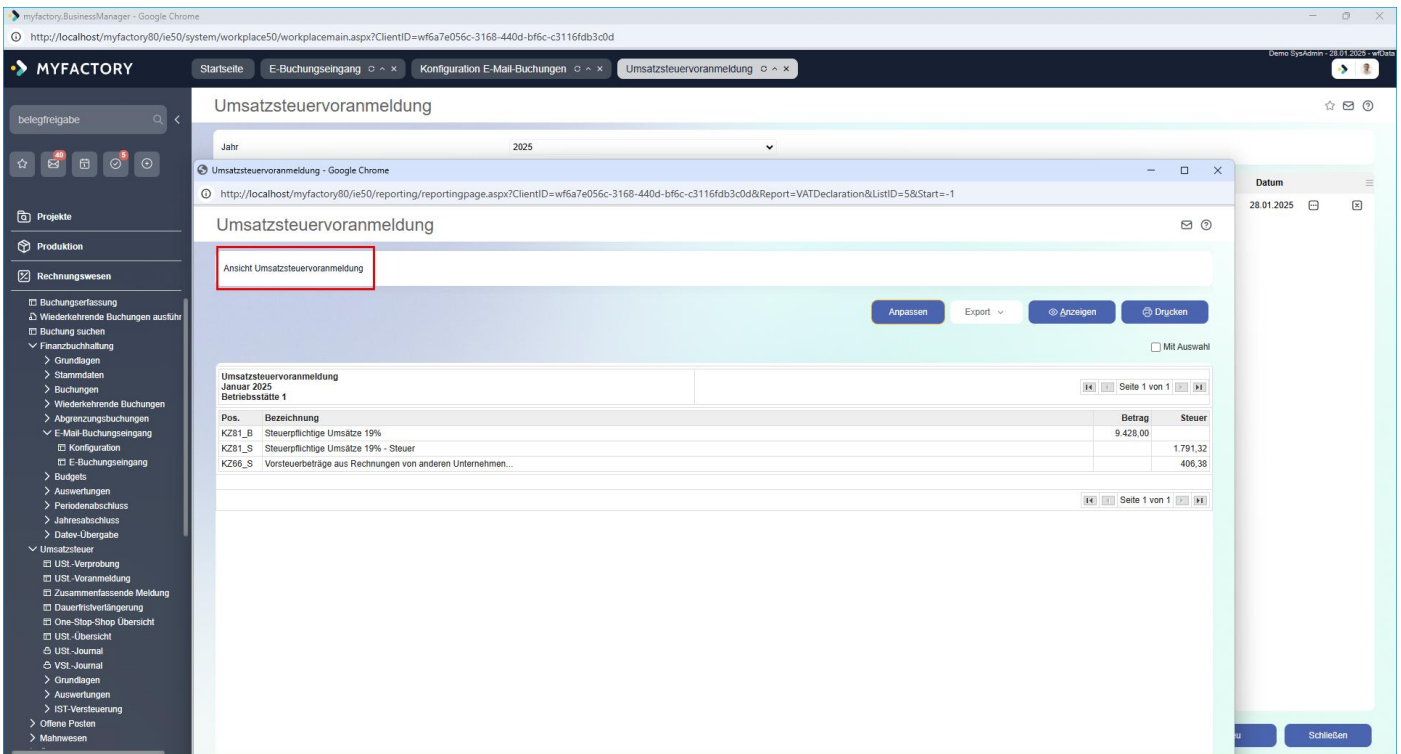 myfactory.BusinessManager - Google Chrome
http://localhost/myfactory80/ie50/system/workplace50/workplacemain.aspx?ClientID=wf6a7e056c-3168-440d-bf6c-c3116fdb3c0d
Demo SysAdmin - 28.01.2025 - wfData
MYFACTORY
Startseite
E-Buchungseingang
Konfiguration E-Mail-Buchungen
Umsatzsteuervoranmeldung
belegfreigabe
40
5
Projekte
Produktion
Rechnungswesen
Buchungserfassung
Wiederkehrende Buchungen ausführ
Buchung suchen
Finanzbuchhaltung
Grundlagen
Stammdaten
Buchungen
Wiederkehrende Buchungen
Abgrenzungsbuchungen
E-Mail-Buchungseingang
Konfiguration
E-Buchungseingang
Budgets
Auswertungen
Periodenabschluss
Jahresabschluss
Datev-Übergabe
Umsatzsteuer
USt.-Verprobung
USt.-Voranmeldung
Zusammenfassende Meldung
Dauerfristverlängerung
One-Stop-Shop Übersicht
USt.-Übersicht
USt.-Journal
VSt.-Journal
Grundlagen
Auswertungen
IST-Versteuerung
Offene Posten
Mahnwesen
Umsatzsteuervoranmeldung
Jahr 2025
Datum
28.01.2025
Umsatzsteuervoranmeldung - Google Chrome
http://localhost/myfactory80/ie50/reporting/reportingpage.aspx?ClientID=wf6a7e056c-3168-440d-bf6c-c3116fdb3c0d&Report=VATDeclaration&ListID=5&Start=-1
Umsatzsteuervoranmeldung
Ansicht Umsatzsteuervoranmeldung
Anpassen Export Anzeigen Drucken
Mit Auswahl
Umsatzsteuervoranmeldung
Januar 2025
Betriebsstätte 1
Seite 1 von 1
Pos. Bezeichnung Betrag Steuer
KZ81_B Steuerpflichtige Umsätze 19% 9.428,00
KZ81_S Steuerpflichtige Umsätze 19% - Steuer 1.791,32
KZ66_S Vorsteuerbeträge aus Rechnungen von anderen Unternehmen... 406,38
Seite 1 von 1
Schließen